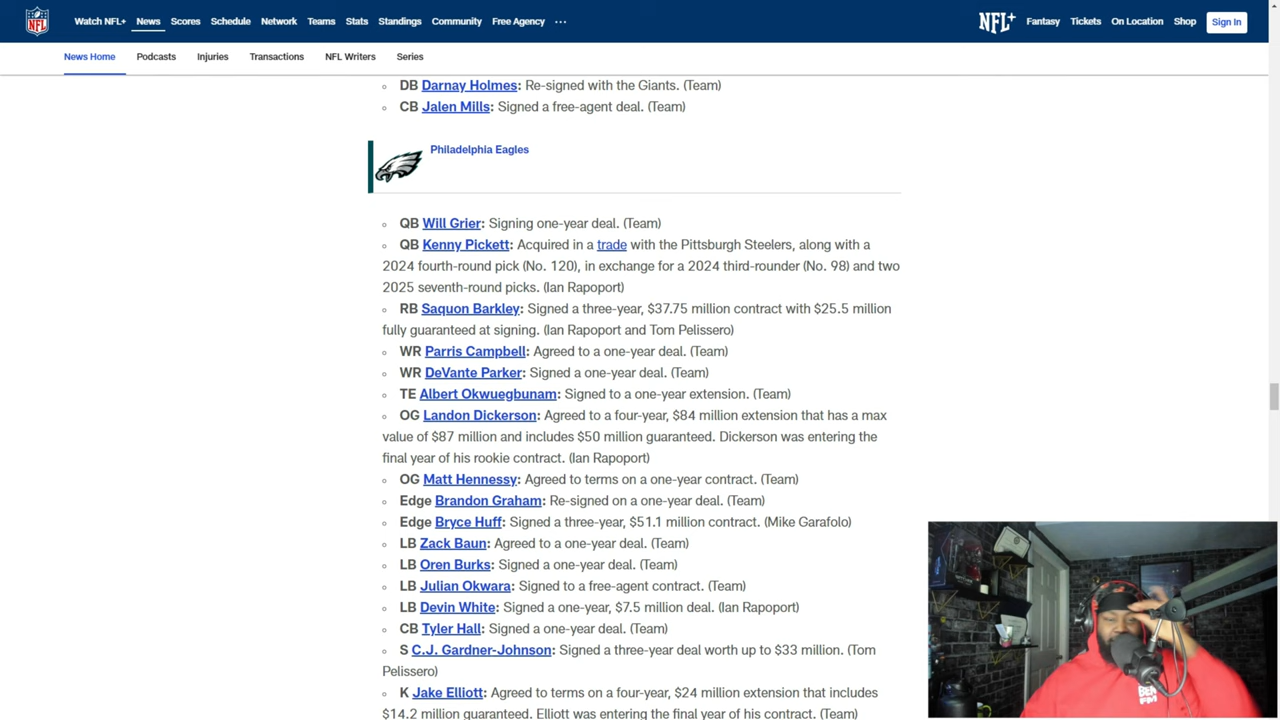 NFL
Watch NFL+ News Scores Schedule Network Teams Stats Standings Community Free Agency ···
NFL+ Fantasy Tickets On Location Shop Sign In
News Home Podcasts Injuries Transactions NFL Writers Series
DB Darnay Holmes: Re-signed with the Giants. (Team)
CB Jalen Mills: Signed a free-agent deal. (Team)
Philadelphia Eagles
QB Will Grier: Signing one-year deal. (Team)
QB Kenny Pickett: Acquired in a trade with the Pittsburgh Steelers, along with a
2024 fourth-round pick (No. 120), in exchange for a 2024 third-rounder (No. 98) and two
2025 seventh-round picks. (Ian Rapoport)
RB Saquon Barkley: Signed a three-year, $37.75 million contract with $25.5 million
fully guaranteed at signing. (Ian Rapoport and Tom Pelissero)
WR Parris Campbell: Agreed to a one-year deal. (Team)
WR DeVante Parker: Signed a one-year deal. (Team)
TE Albert Okwuegbunam: Signed to a one-year extension. (Team)
OG Landon Dickerson: Agreed to a four-year, $84 million extension that has a max
value of $87 million and includes $50 million guaranteed. Dickerson was entering the
final year of his rookie contract. (Ian Rapoport)
OG Matt Hennessy: Agreed to terms on a one-year contract. (Team)
Edge Brandon Graham: Re-signed on a one-year deal. (Team)
Edge Bryce Huff: Signed a three-year, $51.1 million contract. (Mike Garafolo)
LB Zack Baun: Agreed to a one-year deal. (Team)
LB Oren Burks: Signed a one-year deal. (Team)
LB Julian Okwara: Signed to a free-agent contract. (Team)
LB Devin White: Signed a one-year, $7.5 million deal. (Ian Rapoport)
CB Tyler Hall: Signed a one-year deal. (Team)
S C.J. Gardner-Johnson: Signed a three-year deal worth up to $33 million. (Tom
Pelissero)
K Jake Elliott: Agreed to terms on a four-year, $24 million extension that includes
$14.2 million guaranteed. Elliott was entering the final year of his contract. (Team)